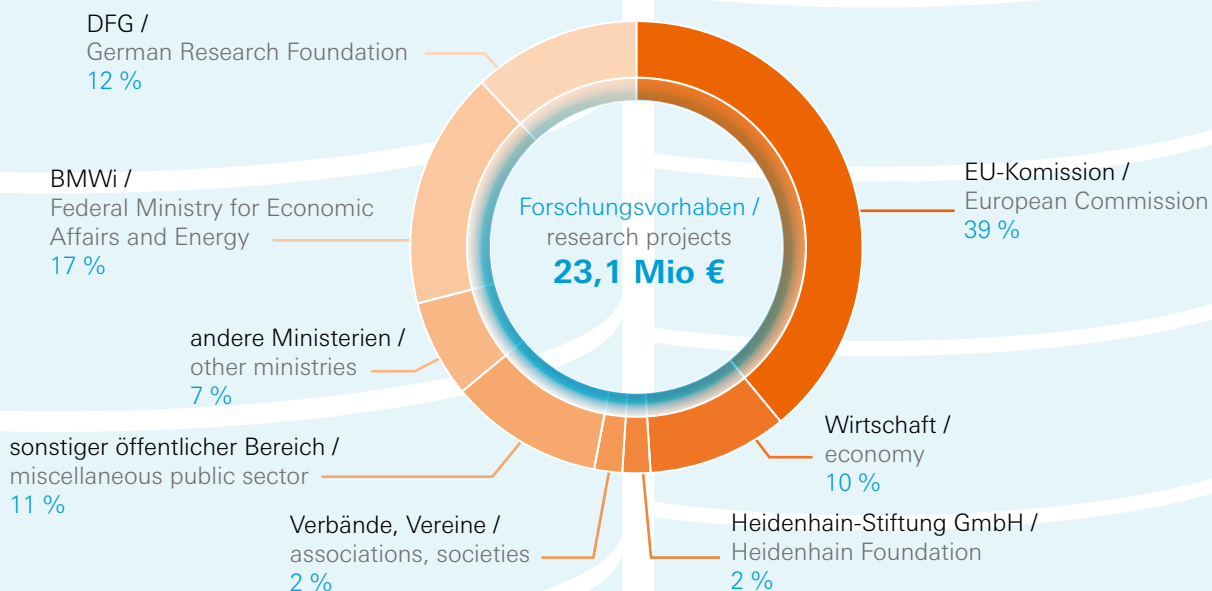 DFG /
German Research Foundation
12 %
BMWi /
Federal Ministry for Economic
Affairs and Energy
17 %
andere Ministerien /
other ministries
7 %
sonstiger öffentlicher Bereich /
miscellaneous public sector
11 %
Verbände, Vereine /
associations, societies
2 %
Forschungsvorhaben /
research projects
23,1 Mio €
EU-Komission /
European Commission
39 %
Wirtschaft /
economy
10 %
Heidenhain-Stiftung GmbH /
Heidenhain Foundation
2 %